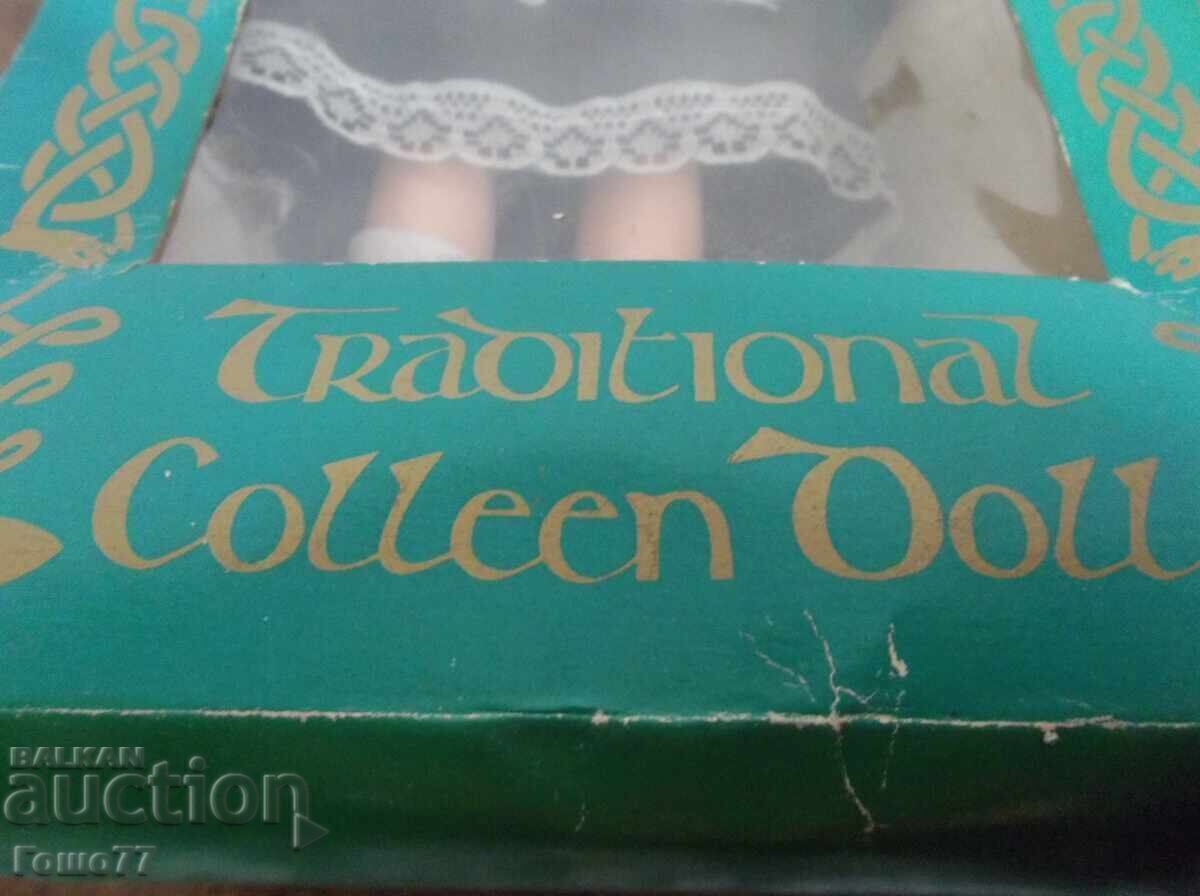 Traditional
Colleen Doll
BALKAN
auction
Гошо77